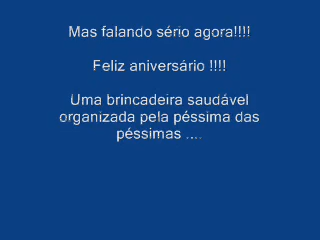 Mas falando sério agora!!!!
Feliz aniversário !!!!
Uma brincadeira saudável
organizada pela péssima das
péssimas ....